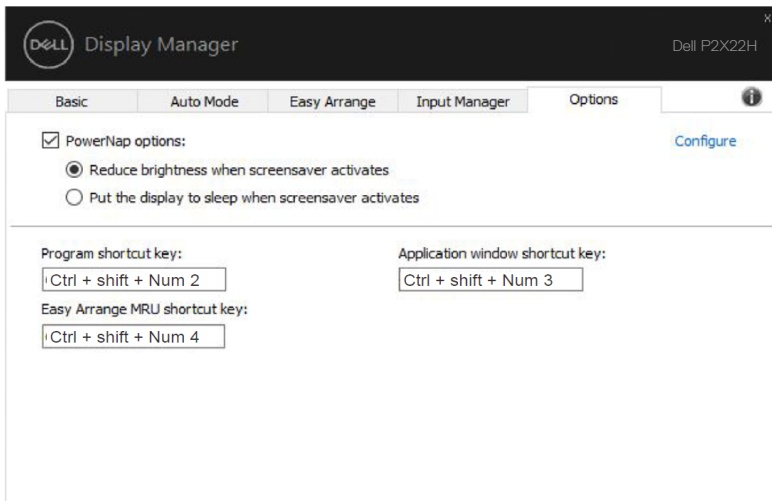 x
DELL Display Manager
Dell P2X22H
Basic Auto Mode Easy Arrange Input Manager Options i
PowerNap options: Configure
Reduce brightness when screensaver activates
Put the display to sleep when screensaver activates
Program shortcut key: Application window shortcut key:
Ctrl + shift + Num 2 Ctrl + shift + Num 3
Easy Arrange MRU shortcut key:
Ctrl + shift + Num 4